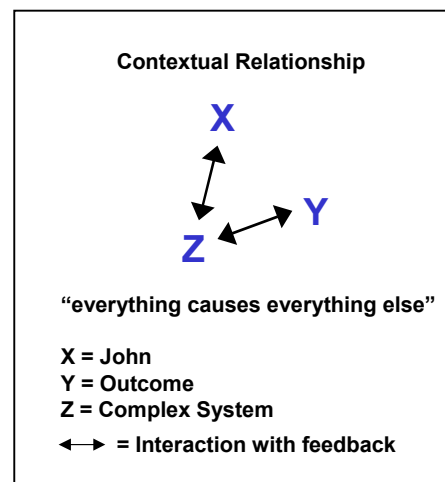 Contextual Relationship
X
Y
Z
“everything causes everything else”
X = John
Y = Outcome
Z = Complex System
= Interaction with feedback